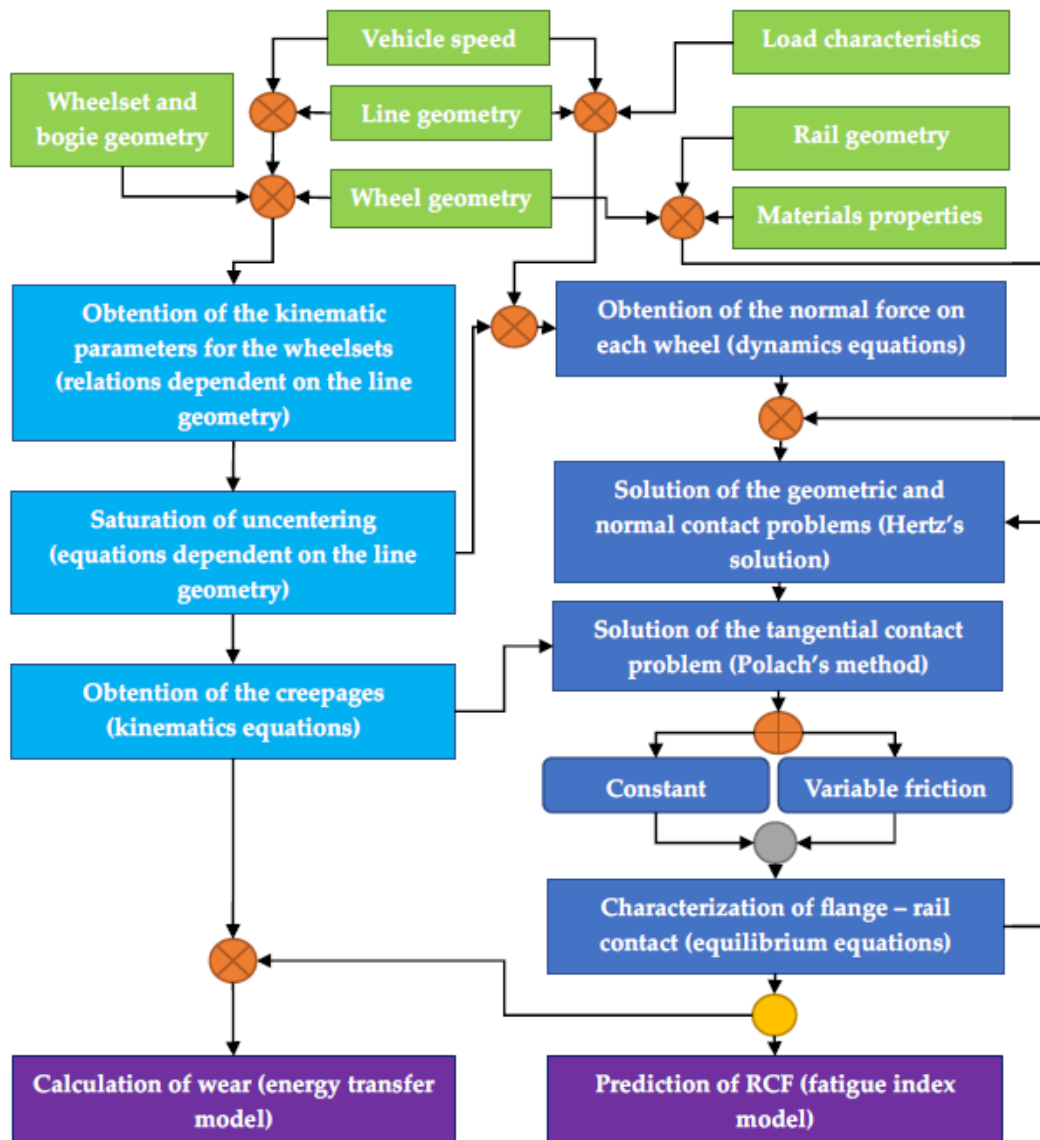 Vehicle speed
Load characteristics
Wheelset and
bogie geometry
Line geometry
Rail geometry
Wheel geometry
Materials properties
Obtention of the kinematic
parameters for the wheelsets
(relations dependent on the line
geometry)
Obtention of the normal force on
each wheel (dynamics equations)
Saturation of uncentering
(equations dependent on the line
geometry)
Solution of the geometric and
normal contact problems (Hertz's
solution)
Solution of the tangential contact
problem (Polach's method)
Obtention of the creepages
(kinematics equations)
Constant
Variable friction
Characterization of flange – rail
contact (equilibrium equations)
Calculation of wear (energy transfer
model)
Prediction of RCF (fatigue index
model)